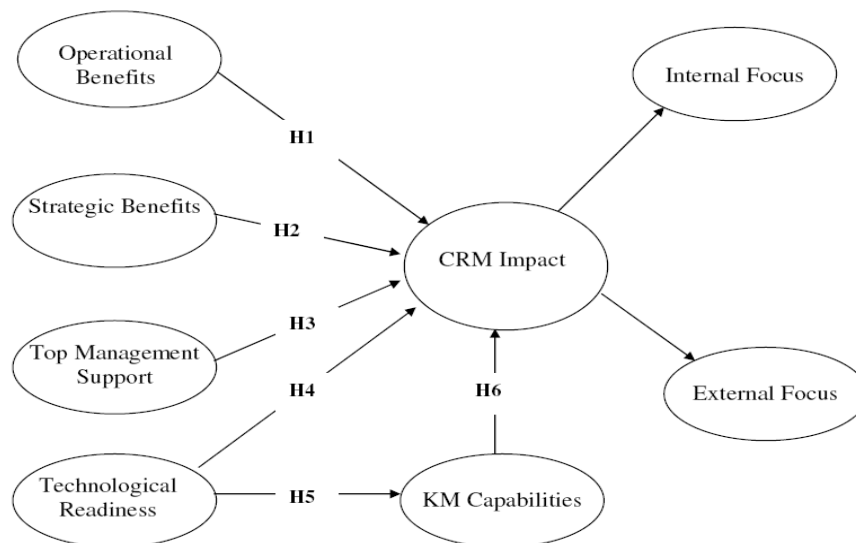 Operational
Benefits
Internal Focus
H1
Strategic Benefits
H2
CRM Impact
H3
Top Management
Support
H4
H6
External Focus
Technological
Readiness
H5
KM Capabilities